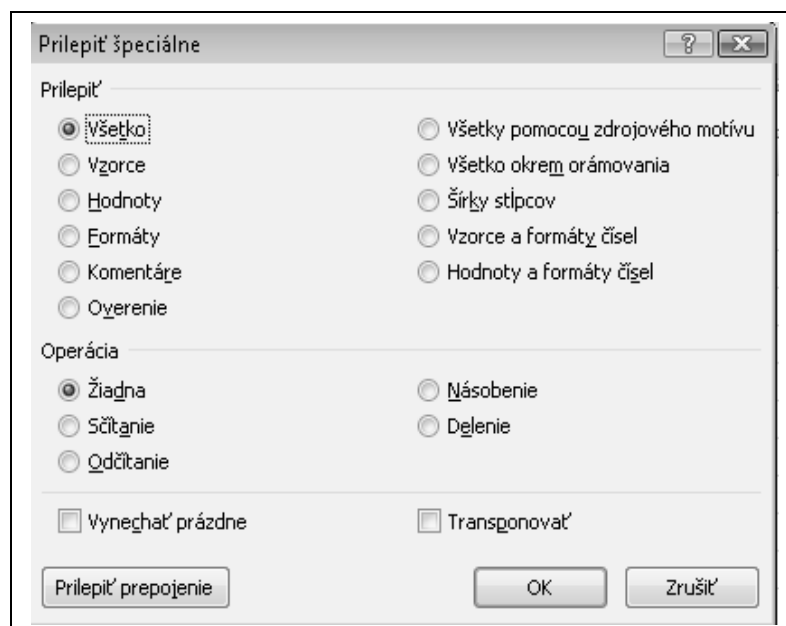 Prilepiť špeciálne
Prilepiť
Všetko
Všetky pomocou zdrojového motívu
Vzorce
Všetko okrem orámovania
Hodnoty
Šírky stĺpcov
Formáty
Vzorce a formáty čísel
Komentáre
Hodnoty a formáty čísel
Overenie
Operácia
Žiadna
Násobenie
Sčítanie
Delenie
Odčítanie
Vynechať prázdne
Transponovať
Prilepiť prepojenie
OK
Zrušiť